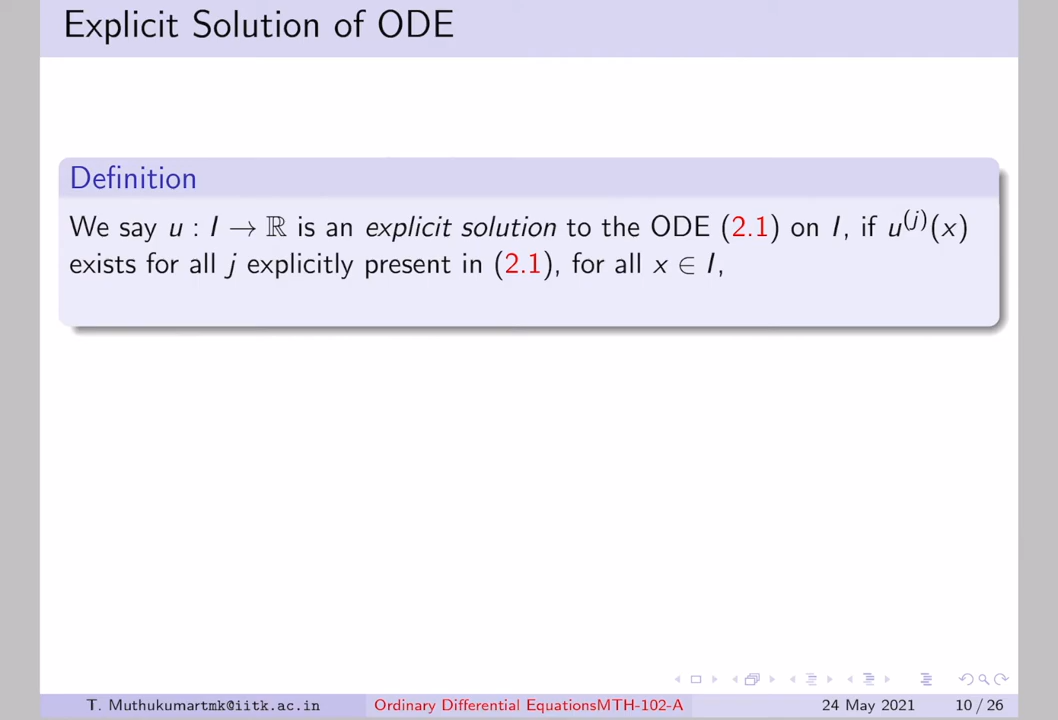 Explicit Solution of ODE
Definition
We say u : I → ℝ is an explicit solution to the ODE (2.1) on I, if u⁽ʲ⁾(x)
exists for all j explicitly present in (2.1), for all x ∈ I,
T. Muthukumartmk@iitk.ac.in Ordinary Differential EquationsMTH-102-A 24 May 2021 10 / 26